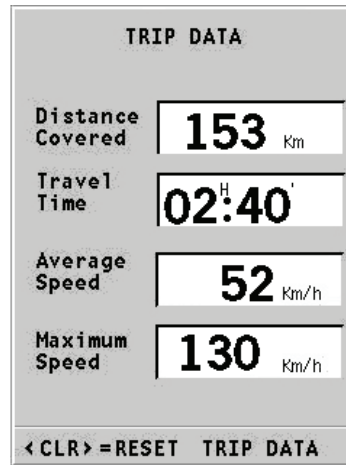 TRIP DATA
Distance
Covered
153 Km
Travel
Time
02H:40'
Average
Speed
52 Km/h
Maximum
Speed
130 Km/h
<CLR>=RESET TRIP DATA